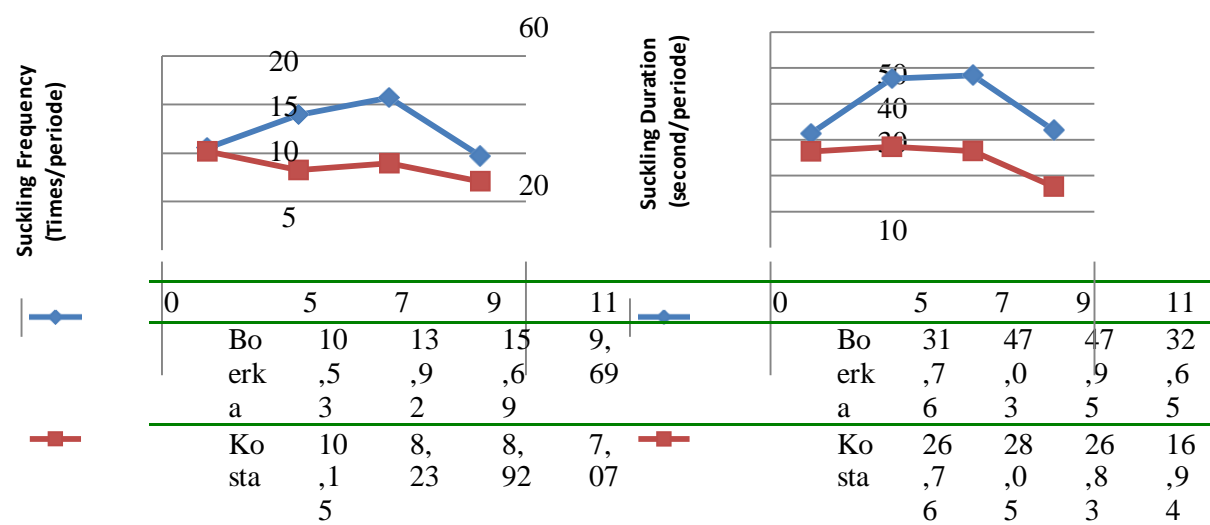 60
20
15
10
5
20
Suckling Frequency
(Times/periode)
50
40
30
10
Suckling Duration
(second/periode)
0 5 7 9 11
Bo 10 13 15 9,
erk ,5 ,9 ,6 69
a 3 2 9
Ko 10 8, 8, 7,
sta ,1 23 92 07
5
0 5 7 9 11
Bo 31 47 47 32
erk ,7 ,0 ,9 ,6
a 6 3 5 5
Ko 26 28 26 16
sta ,7 ,0 ,8 ,9
6 5 3 4